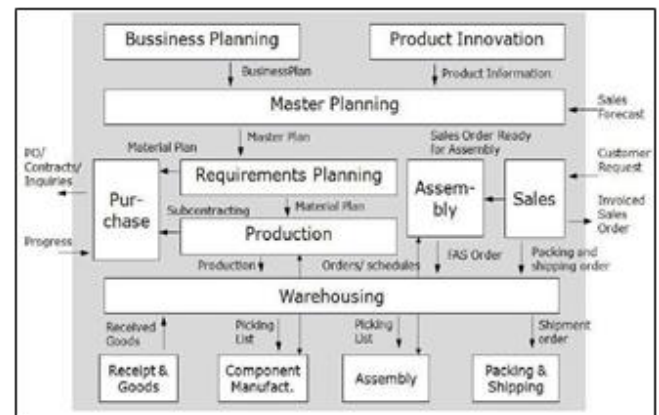 Bussiness Planning
Product Innovation
BusinessPlan
Product Information
Master Planning
Sales
Forecast
Material Plan
Master Plan
Sales Order Ready
for Assembly
PO/
Contracts/
Inquiries
Customer
Request
Pur-
chase
Requirements Planning
Assem-
bly
Sales
Subcontracting
Material Plan
Invoiced
Sales
Order
Production
Progress
Production
Orders/ schedules
FAS Order
Packing and
shipping order
Warehousing
Received
Goods
Picking
List
Picking
List
Shipment
order
Receipt &
Goods
Component
Manufact.
Assembly
Packing &
Shipping